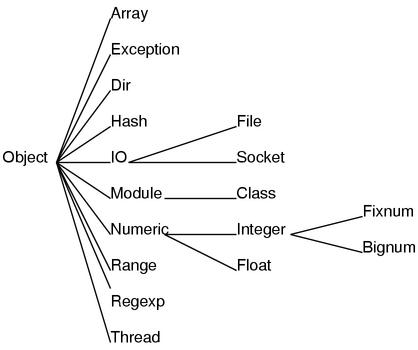 Array
Exception
Dir
Hash File
Object IO Socket
Module Class
Fixnum
Numeric Integer
Bignum
Range Float
Regexp
Thread